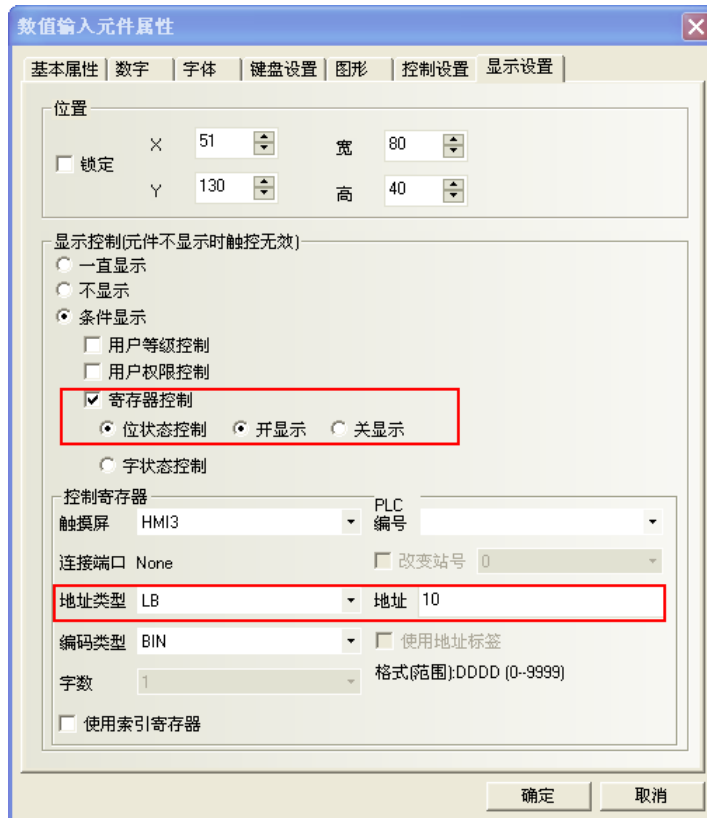 数值输入元件属性
基本属性 数字 字体 键盘设置 图形 控制设置 显示设置
位置
锁定 X 51 宽 80
Y 130 高 40
显示控制(元件不显示时触控无效)
一直显示
不显示
条件显示
用户等级控制
用户权限控制
寄存器控制
位状态控制 开显示 关显示
字状态控制
控制寄存器
触摸屏 HMI3 PLC编号
连接端口 None 改变站号 0
地址类型 LB 地址 10
编码类型 BIN 使用地址标签
字数 1 格式(范围):DDDD (0--9999)
使用索引寄存器
确定 取消